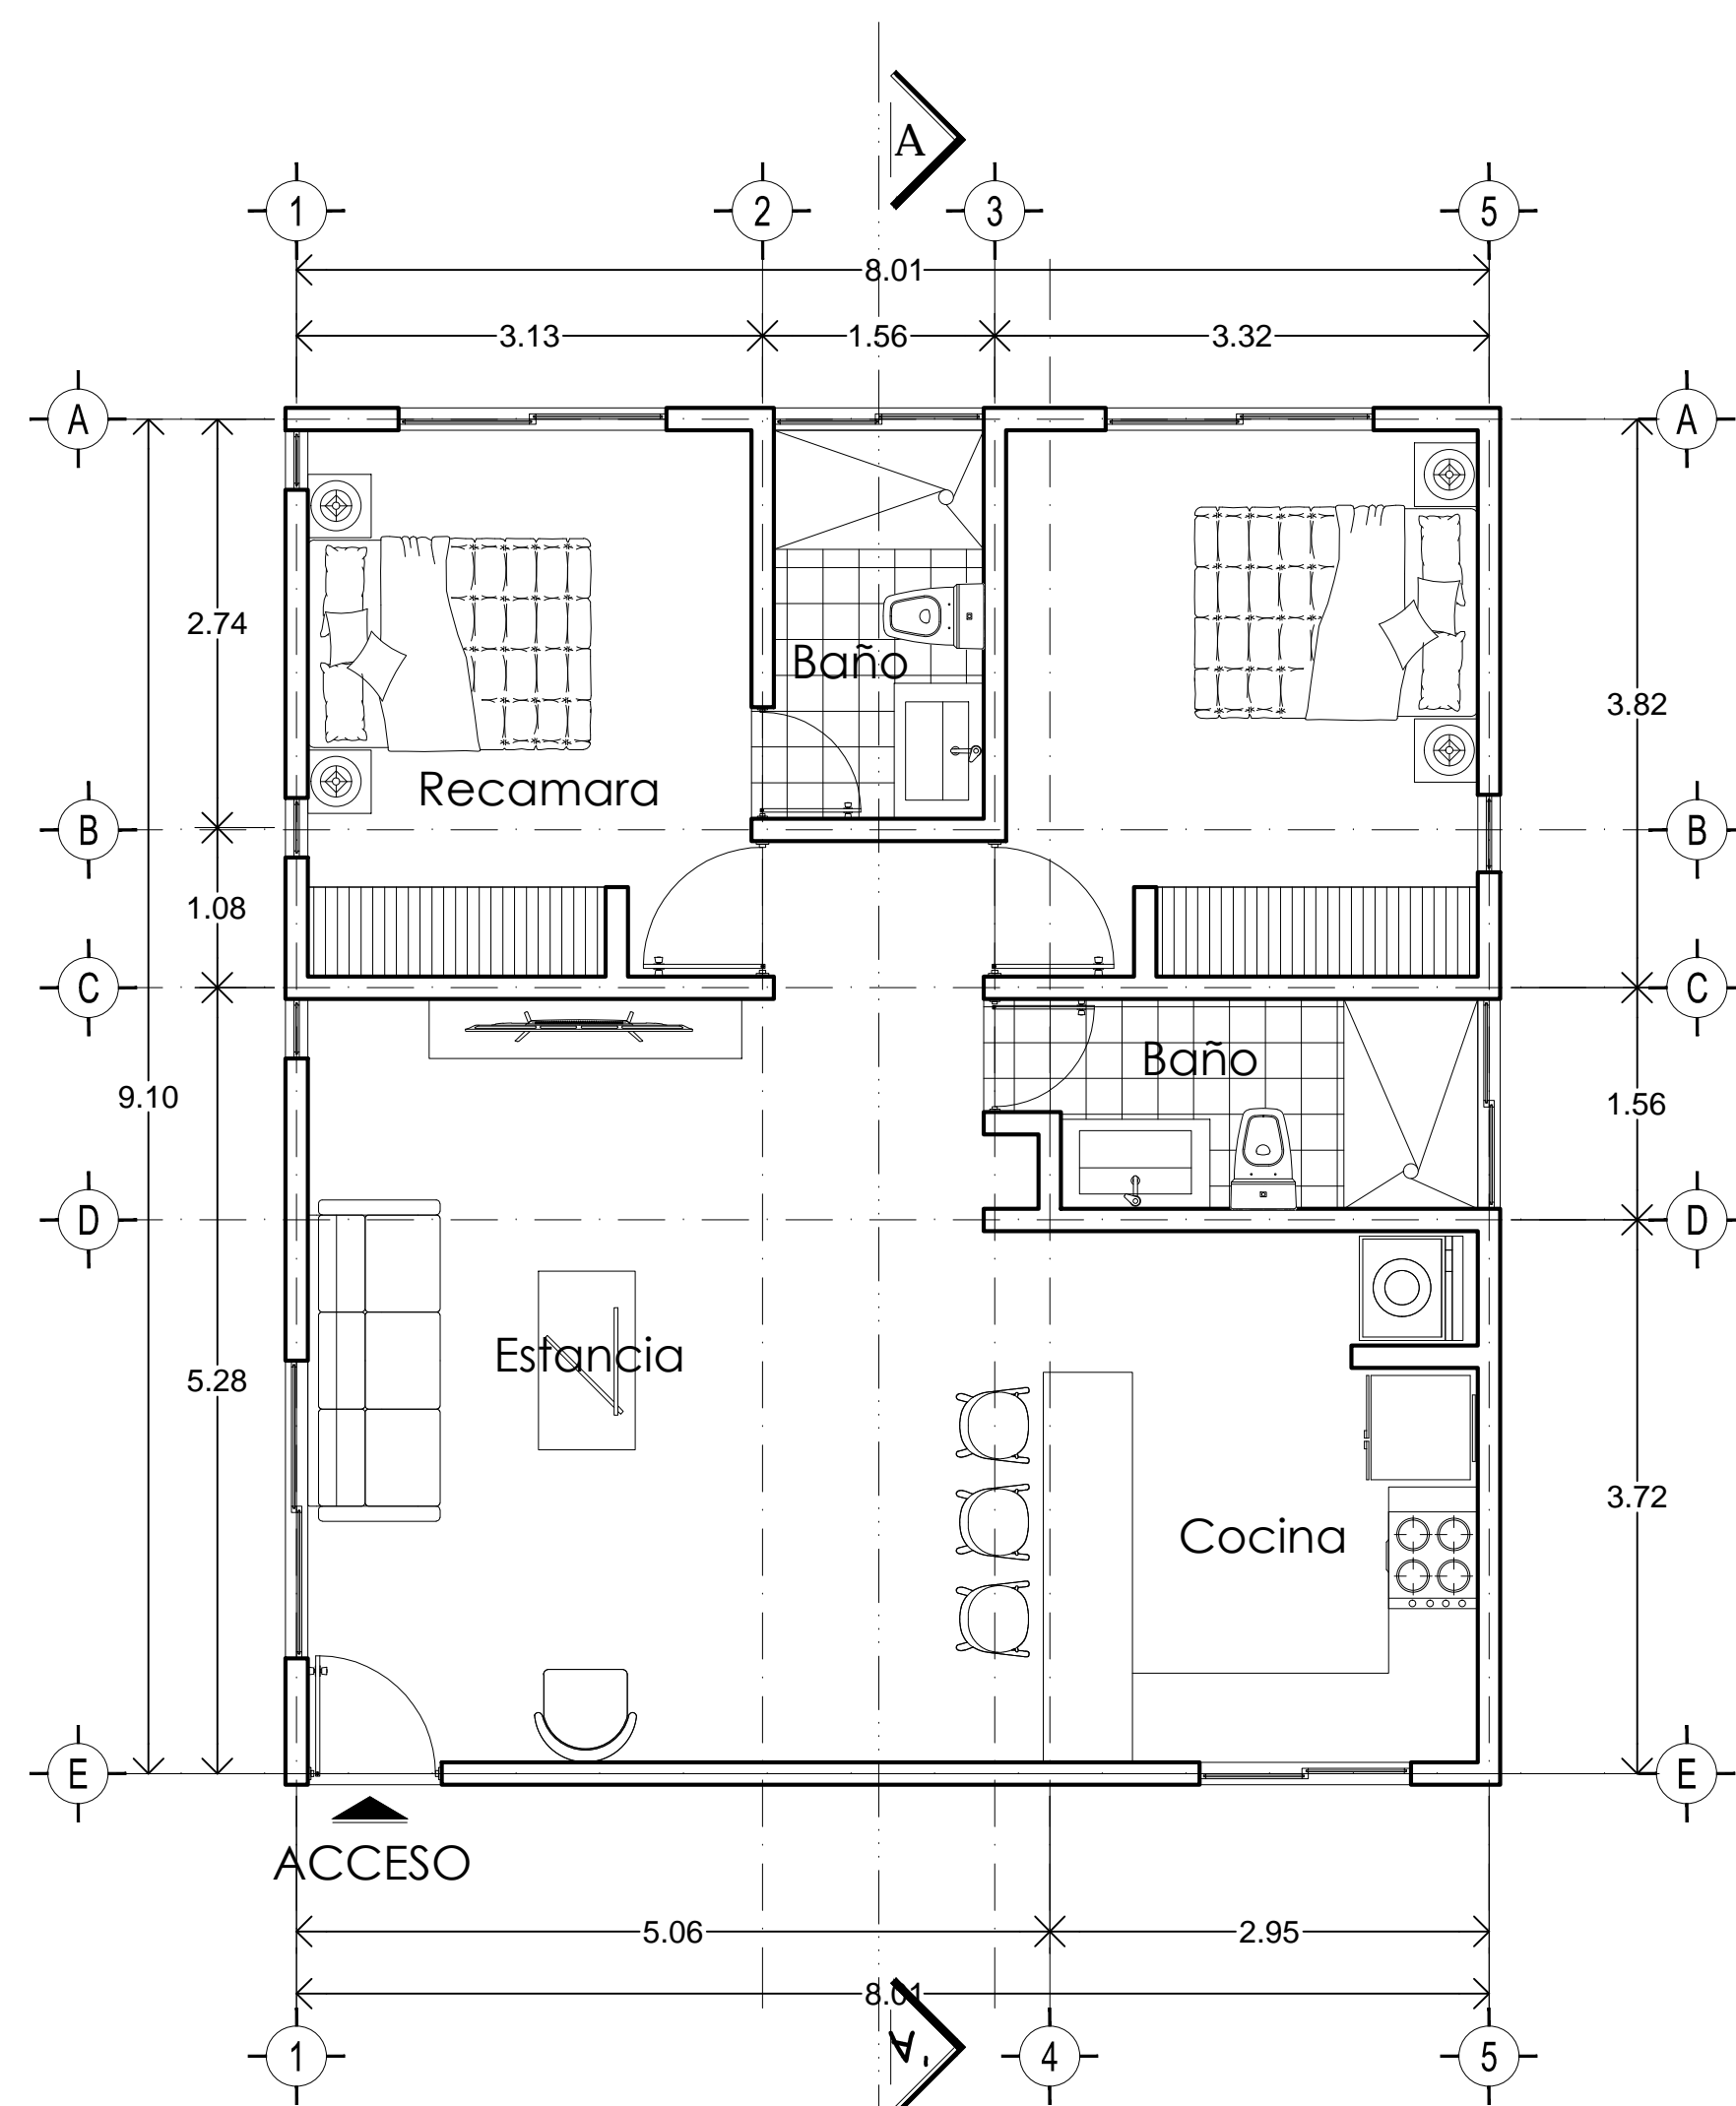 A
1 2 3 5
8.01
3.13 1.56 3.32
A A
2.74
Baño
3.82
Recamara
B B
1.08
C C
Baño
9.10
1.56
D D
Estancia
5.28
3.72
Cocina
E E
ACCESO
5.06 2.95
8.01
A'
1 4 5